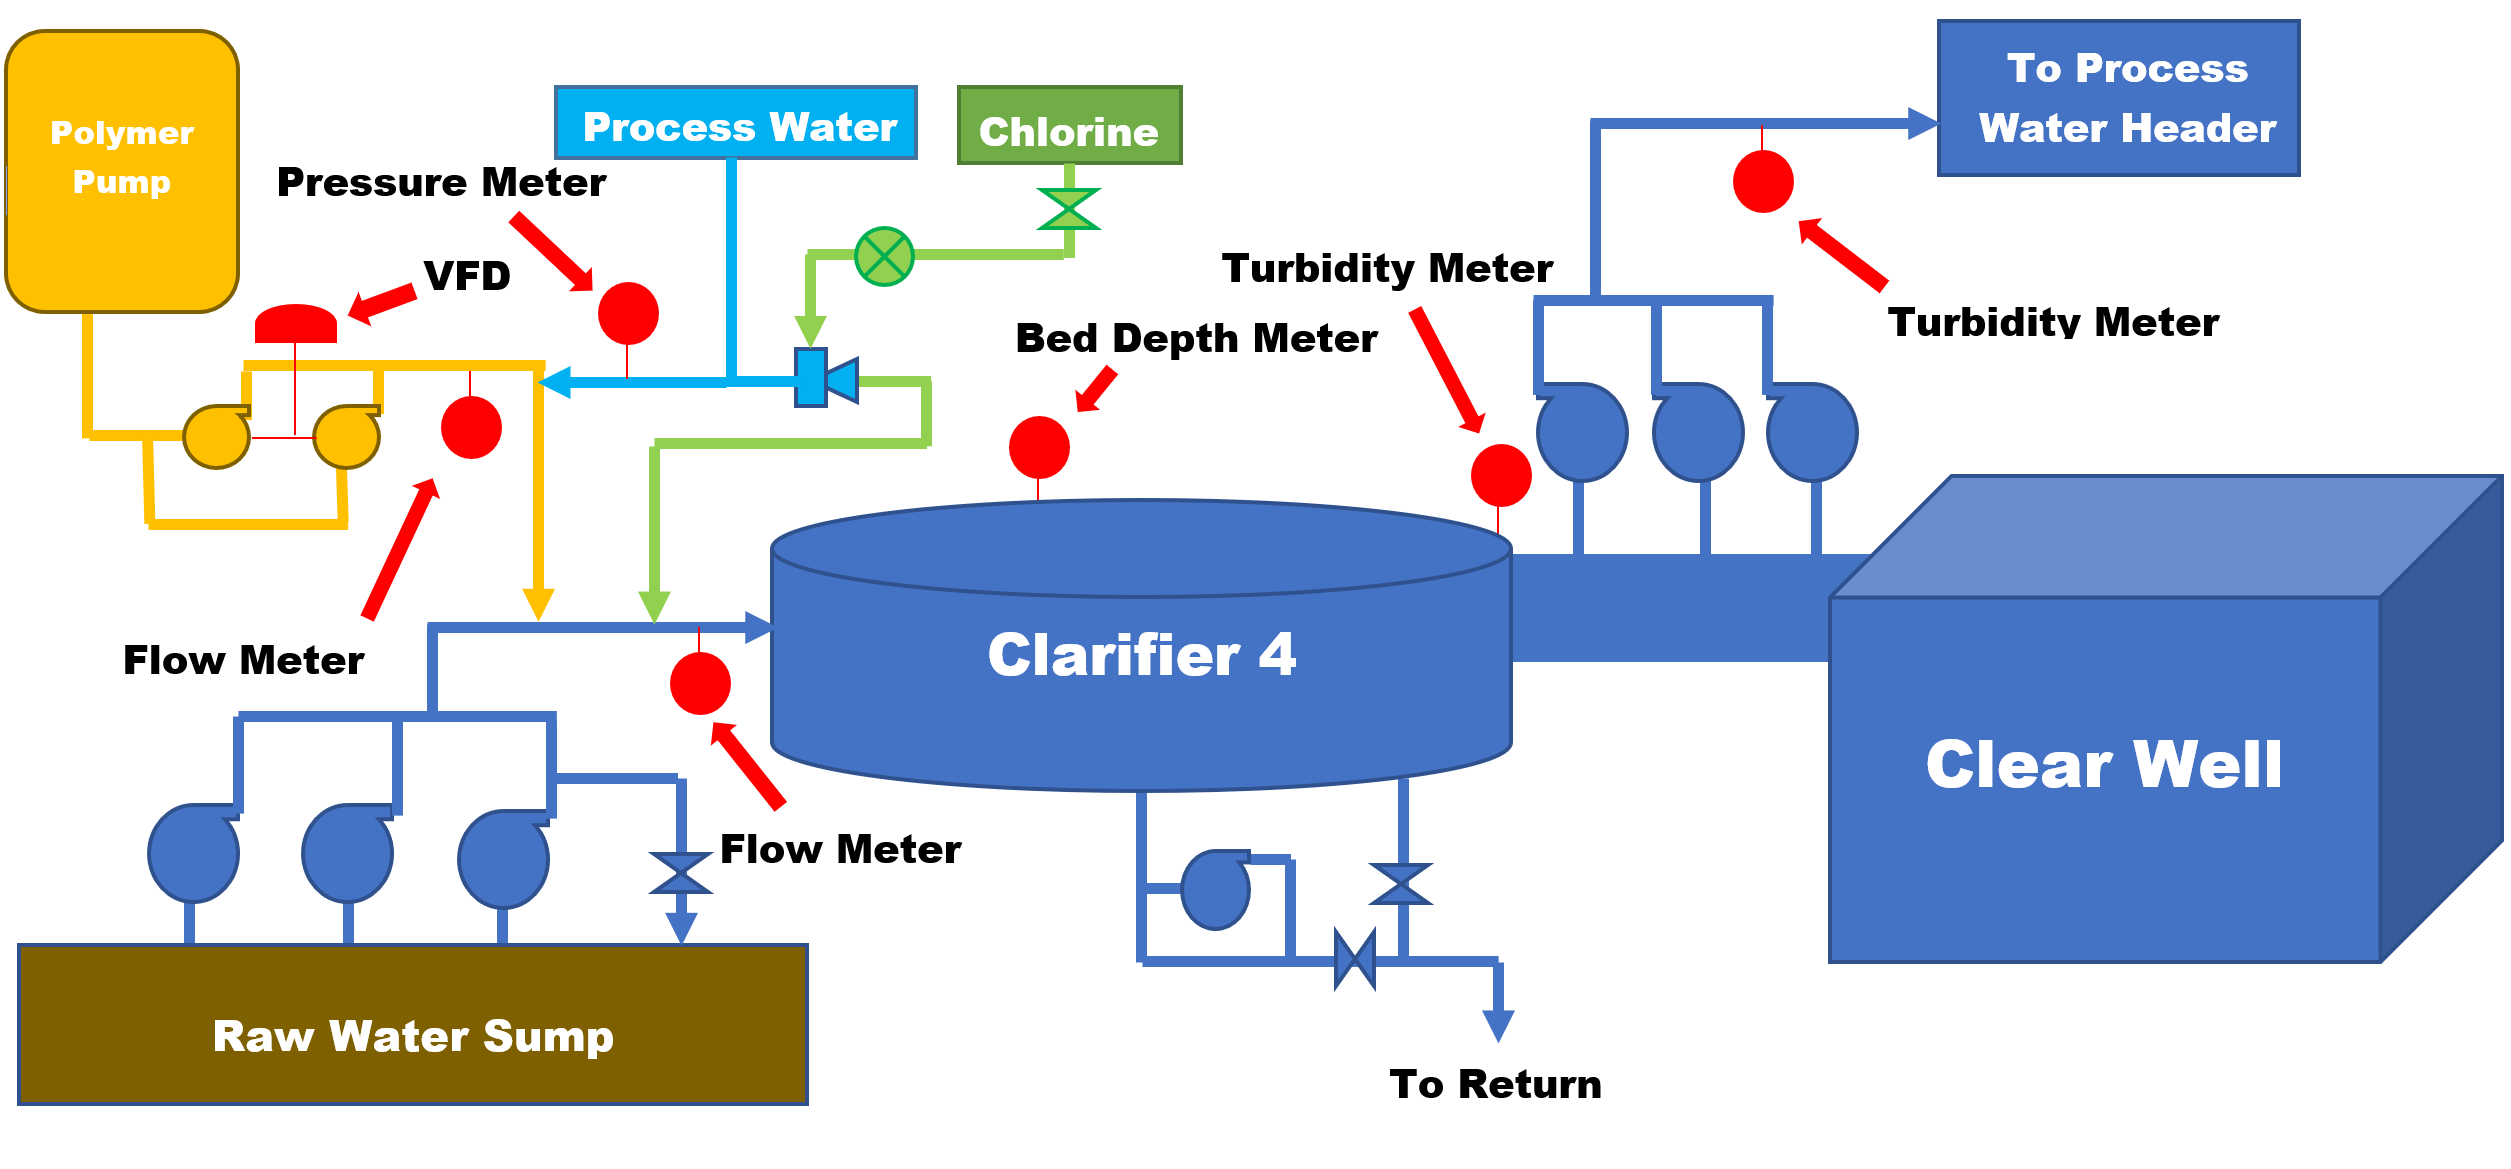 To Process
Water Header
Polymer
Pump
Process Water
Chlorine
Pressure Meter
VFD
Turbidity Meter
Bed Depth Meter
Turbidity Meter
Flow Meter
Clarifier 4
Clear Well
Flow Meter
Raw Water Sump
To Return